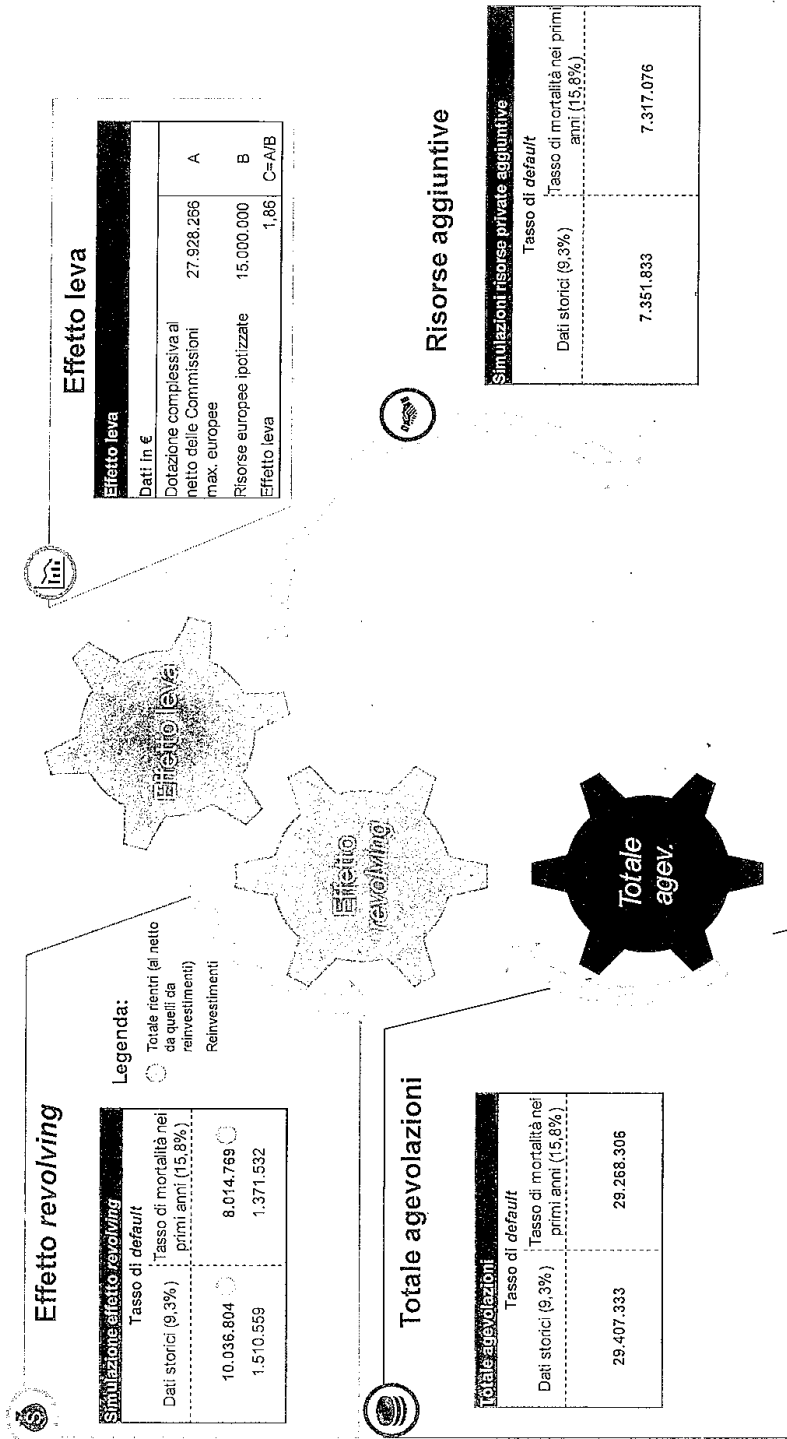 Effetto revolving
Simulazione effetto revolving
Tasso di default
Dati storici (9,3%)
Tasso di mortalità nei
primi anni (15,8%)
10.036.804
8.014.769
1.510.559
1.371.532
Legenda:
Totale rientri (al netto
da quelli da
reinvestimenti)
Reinvestimenti
Effetto leva
Effetto leva
Dati in €
Dotazione complessiva al
netto delle Commissioni
max. europee
27.928.266
A
Risorse europee ipotizzate
15.000.000
B
Effetto leva
1,86
C=A/B
Effetto leva
Effetto
revolving
Totale
agev.
Totale agevolazioni
Totale agevolazioni
Tasso di default
Dati storici (9,3%)
Tasso di mortalità nei
primi anni (15,8%)
29.407.333
29.268.306
Risorse aggiuntive
Simulazioni risorse private aggiuntive
Tasso di default
Dati storici (9,3%)
Tasso di mortalità nei primi
anni (15,8%)
7.351.833
7.317.076